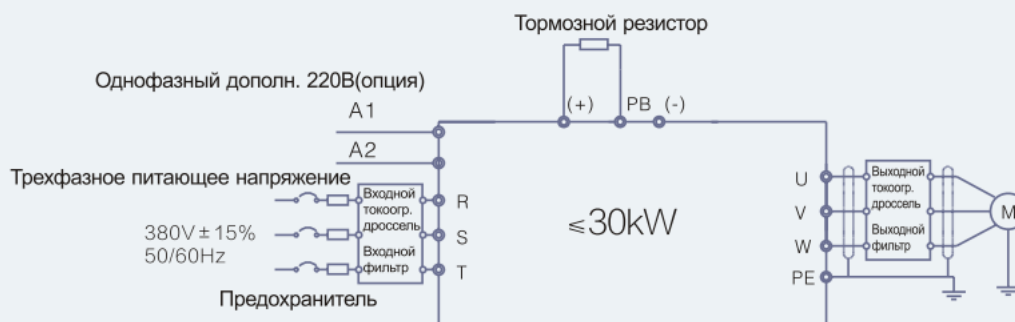 Тормозной резистор
Однофазный дополн. 220В(опция)
A1
(+)
PB
(-)
A2
Трехфазное питающее напряжение
Входной
токоогр.
дроссель
Входной
фильтр
R
S
T
380V ± 15%
50/60Hz
Предохранитель
≤30kW
U
V
W
PE
Выходной
токоогр.
дроссель
Выходной
фильтр
M